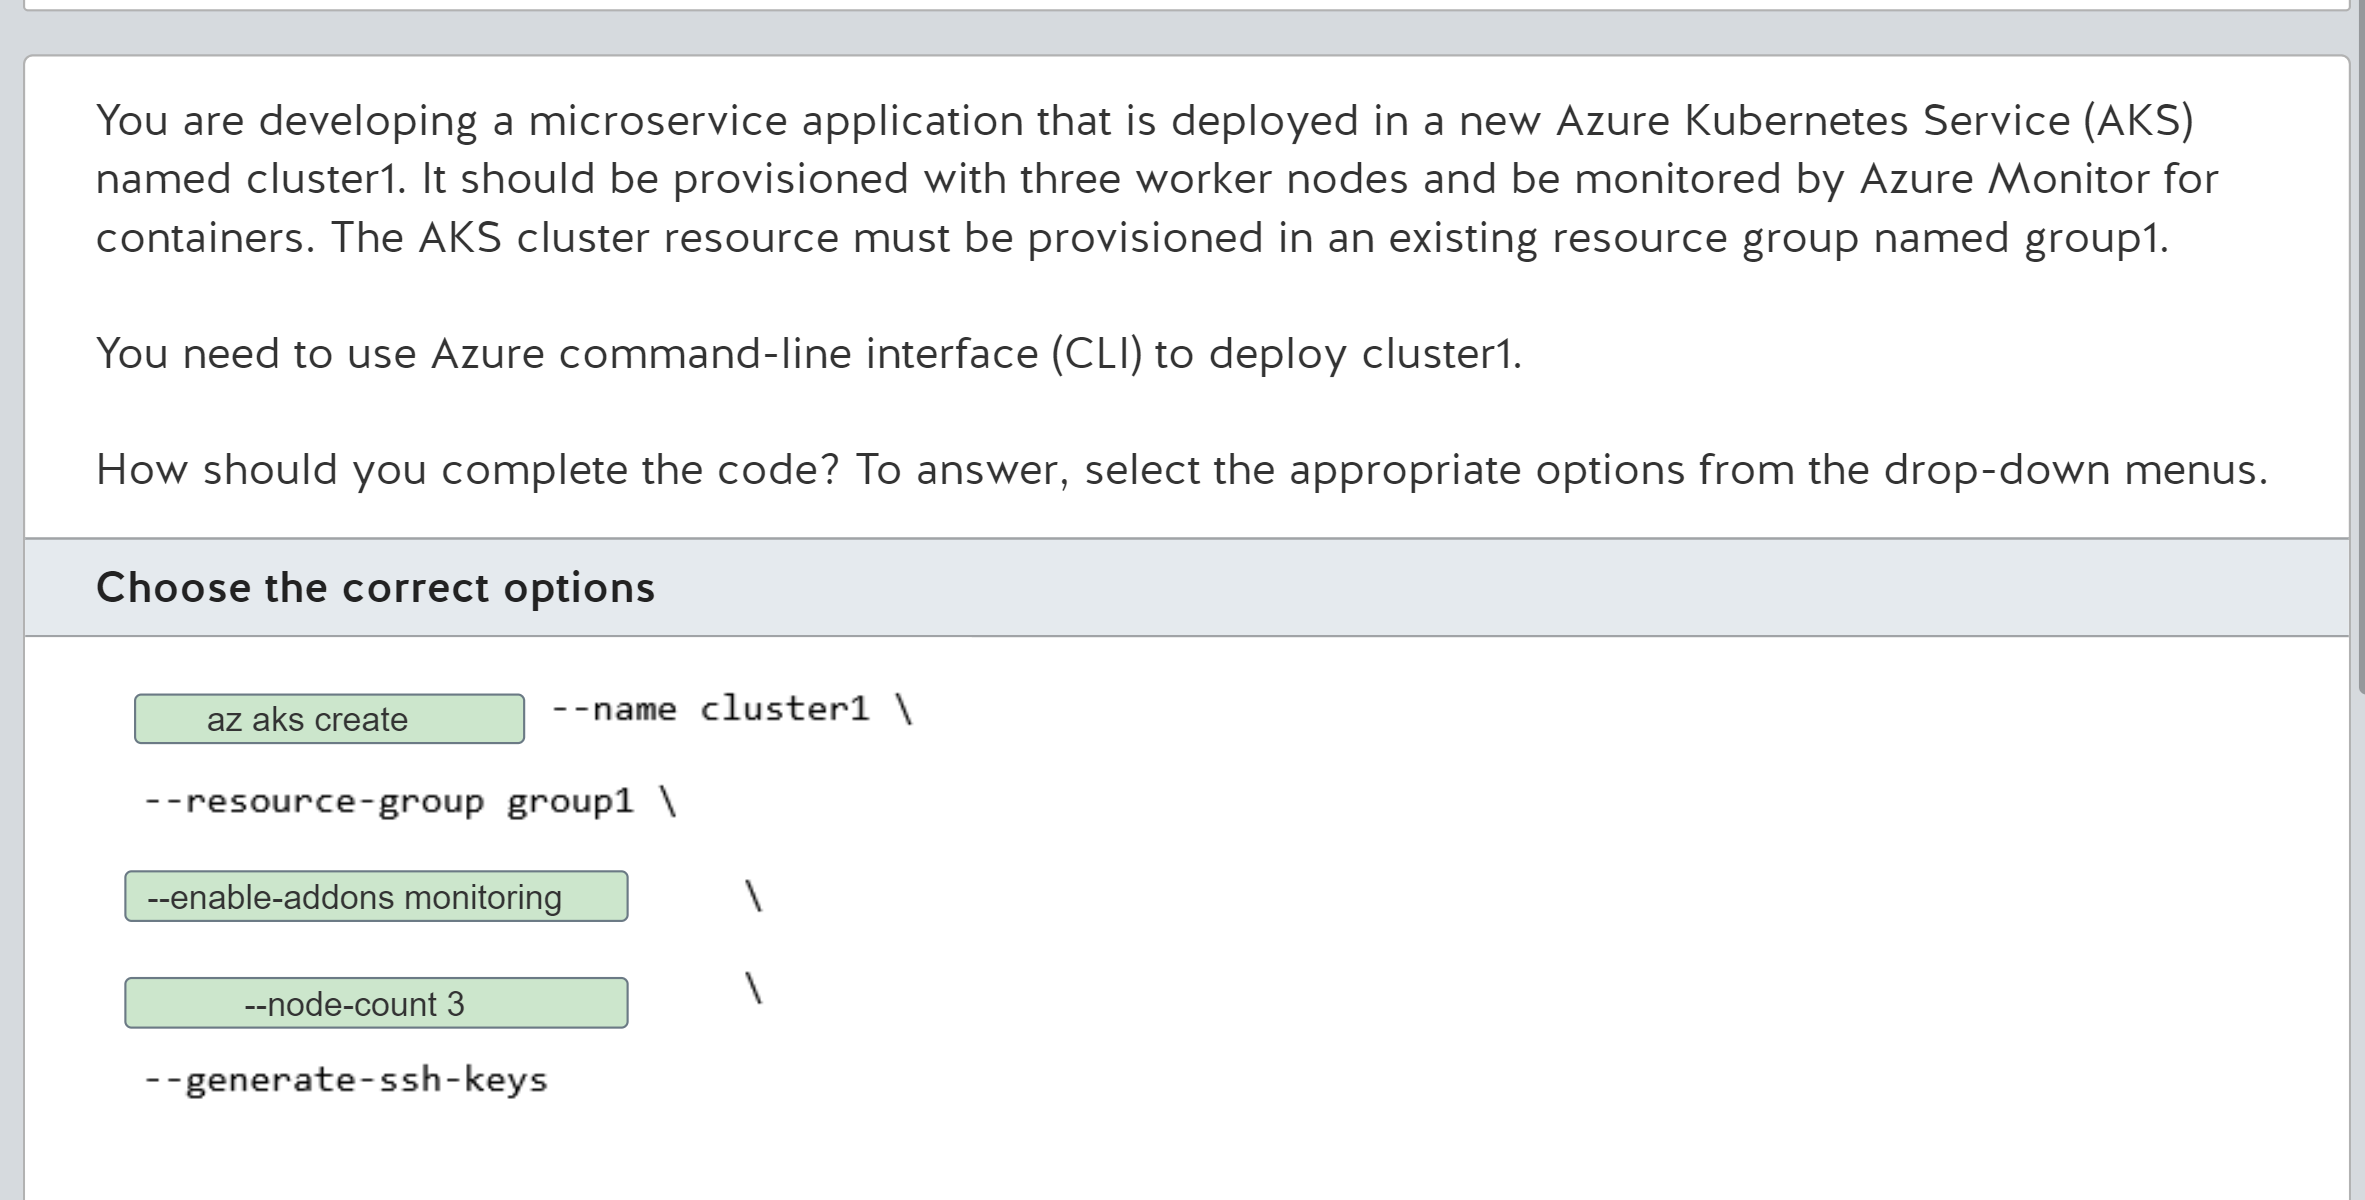 You are developing a microservice application that is deployed in a new Azure Kubernetes Service (AKS)
named cluster1. It should be provisioned with three worker nodes and be monitored by Azure Monitor for
containers. The AKS cluster resource must be provisioned in an existing resource group named group1.
You need to use Azure command-line interface (CLI) to deploy cluster1.
How should you complete the code? To answer, select the appropriate options from the drop-down menus.
Choose the correct options
az aks create --name cluster1 \
--resource-group group1 \
--enable-addons monitoring \
--node-count 3 \
--generate-ssh-keys